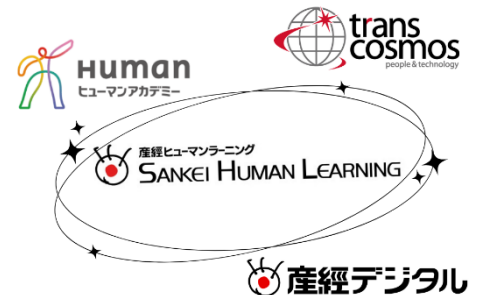 trans
cosmos
people & technology
Human
ヒューマンアカデミー
産経ヒューマンラーニング
SANKEI HUMAN LEARNING
産經デジタル